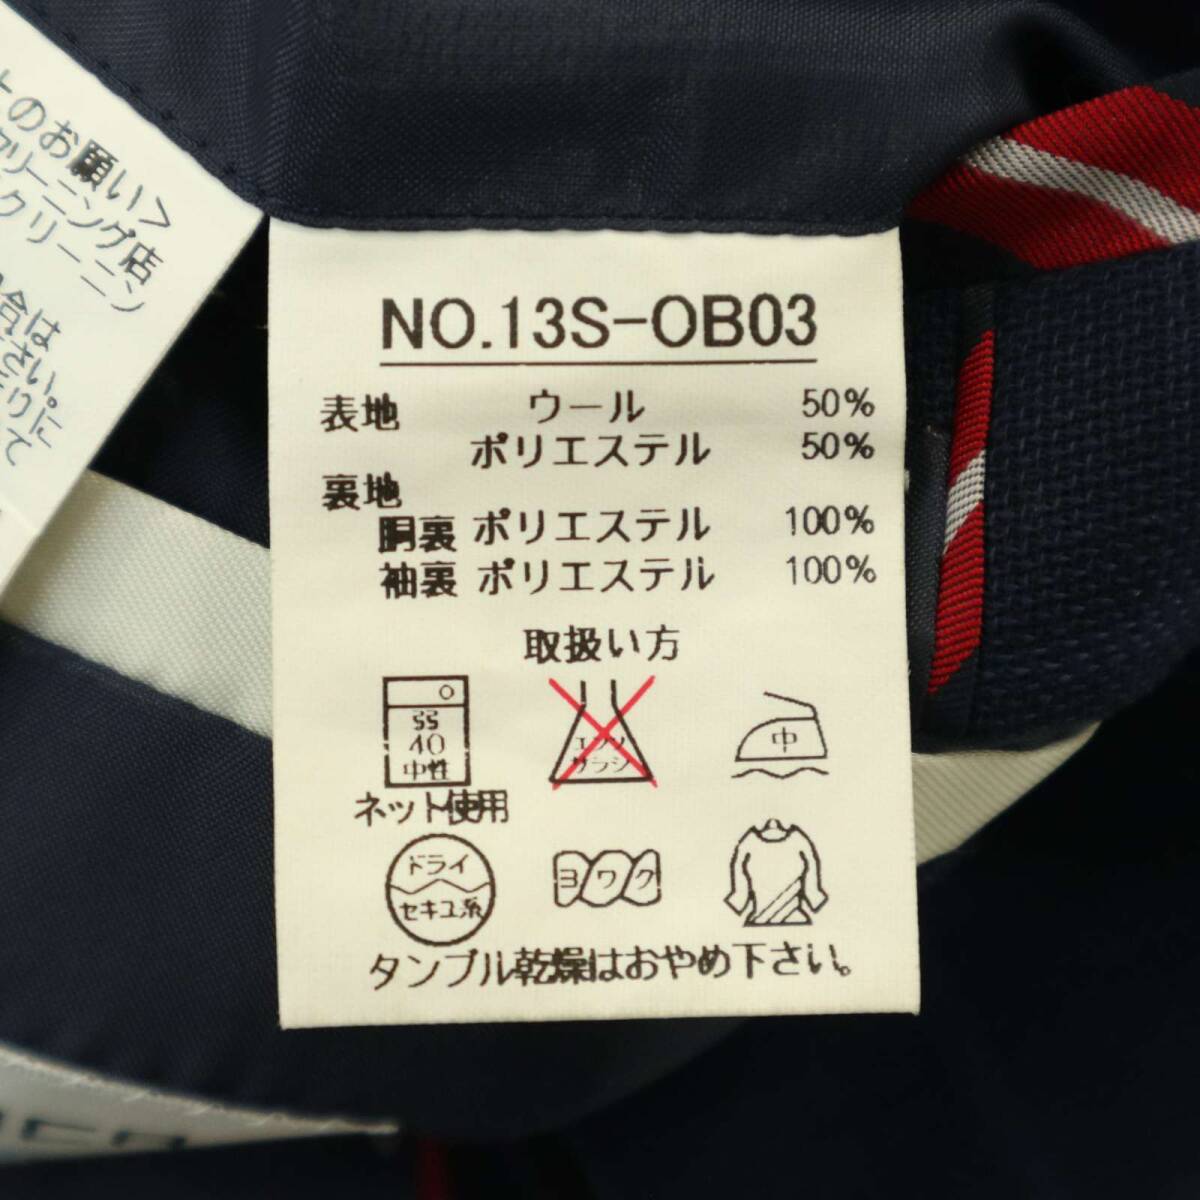 のお願い>
クリーニング店
クリーニン
合は
ださい。
りに
て
NO.13S-OB03
表地 ウール 50%
ポリエステル 50%
裏地
胴裏 ポリエステル 100%
袖裏 ポリエステル 100%
取扱い方
弱
40
中性
エンソ
サラシ
中
ネット使用
ドライ
セキユ系
ヨワク
タンブル乾燥はおやめ下さい。